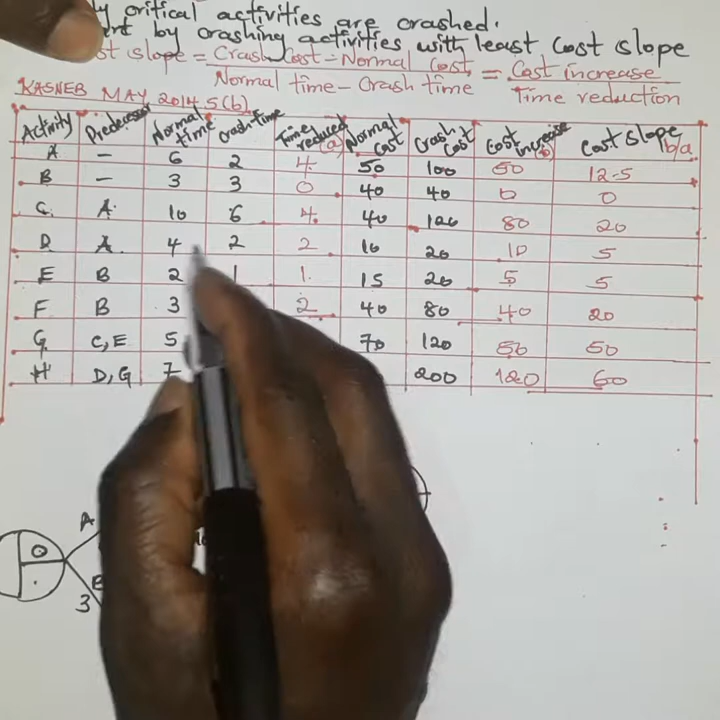 critical activities are crashed.
by crashing activities with least cost slope
st slope = Crash Cost - Normal Cost = Cost increase
Normal time - Crash time Time reduction
KASNEB MAY 2014 5(b)
Activity Predecessor Normal time Crash time Time reduced (a) Normal cost Crash cost Cost increase (b) Cost slope b/a
A - 6 2 4 50 100 50 12.5
B - 3 3 0 40 40 0 0
C A 10 6 4 40 120 80 20
D A 4 2 2 10 20 10 5
E B 2 1 1 15 20 5 5
F B 3 2 40 80 40 20
G C,E 5 70 120 50 50
H D,G 7 200 120 60
0
A
3